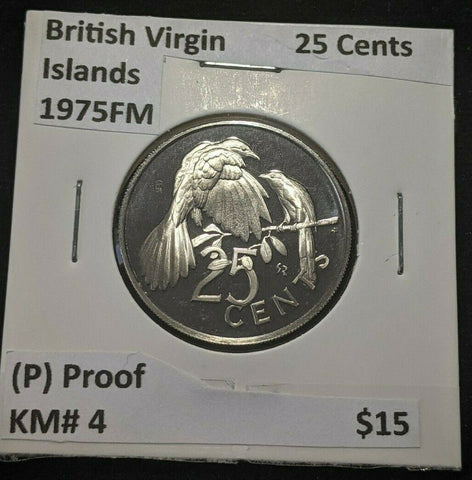 British Virgin 25 Cents
Islands
1975FM
25
CENTS
(P) Proof
KM# 4 $15